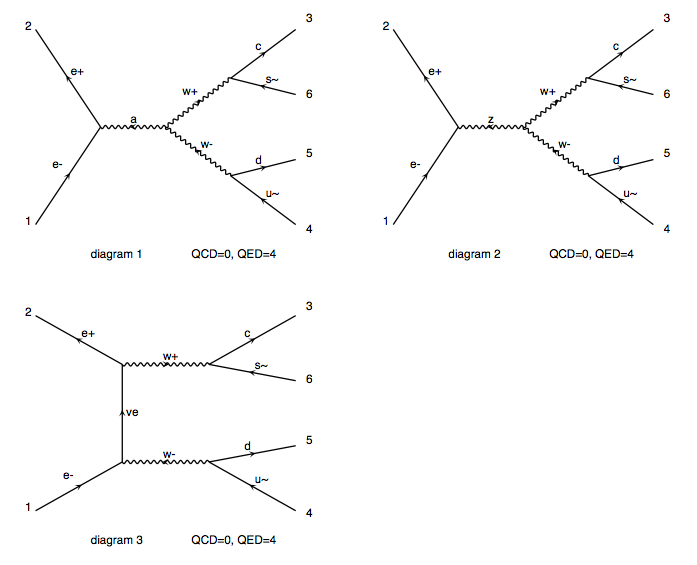 2 3
e+ c
w+ s~
a 6
w-
e- d 5
u~
1 4
diagram 1 QCD=0, QED=4
2 3
e+ c
w+ s~
z 6
w-
e- d 5
u~
1 4
diagram 2 QCD=0, QED=4
2 3
e+ c
w+ s~
6
ve
w- d 5
e- u~
1 4
diagram 3 QCD=0, QED=4